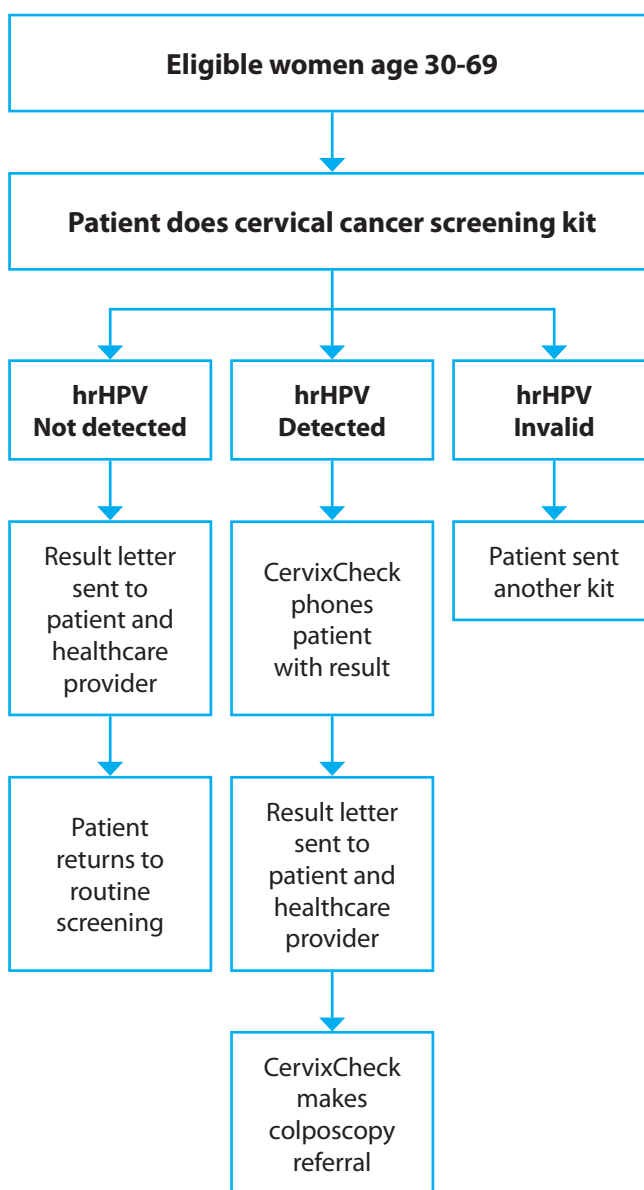 Eligible women age 30-69
Patient does cervical cancer screening kit
hrHPV
Not detected
hrHPV
Detected
hrHPV
Invalid
Result letter
sent to
patient and
healthcare
provider
CervixCheck
phones
patient
with result
Patient sent
another kit
Patient
returns to
routine
screening
Result letter
sent to
patient and
healthcare
provider
CervixCheck
makes
colposcopy
referral